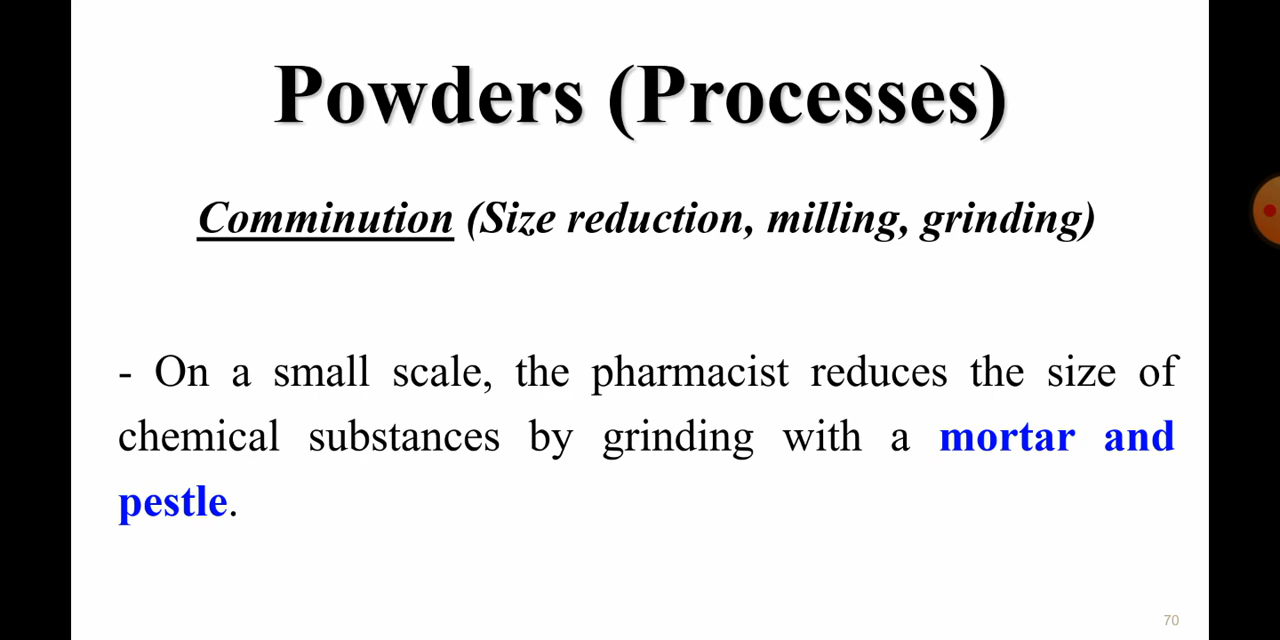 Powders (Processes)
Comminution (Size reduction, milling, grinding)
- On a small scale, the pharmacist reduces the size of
chemical substances by grinding with a mortar and
pestle.
70